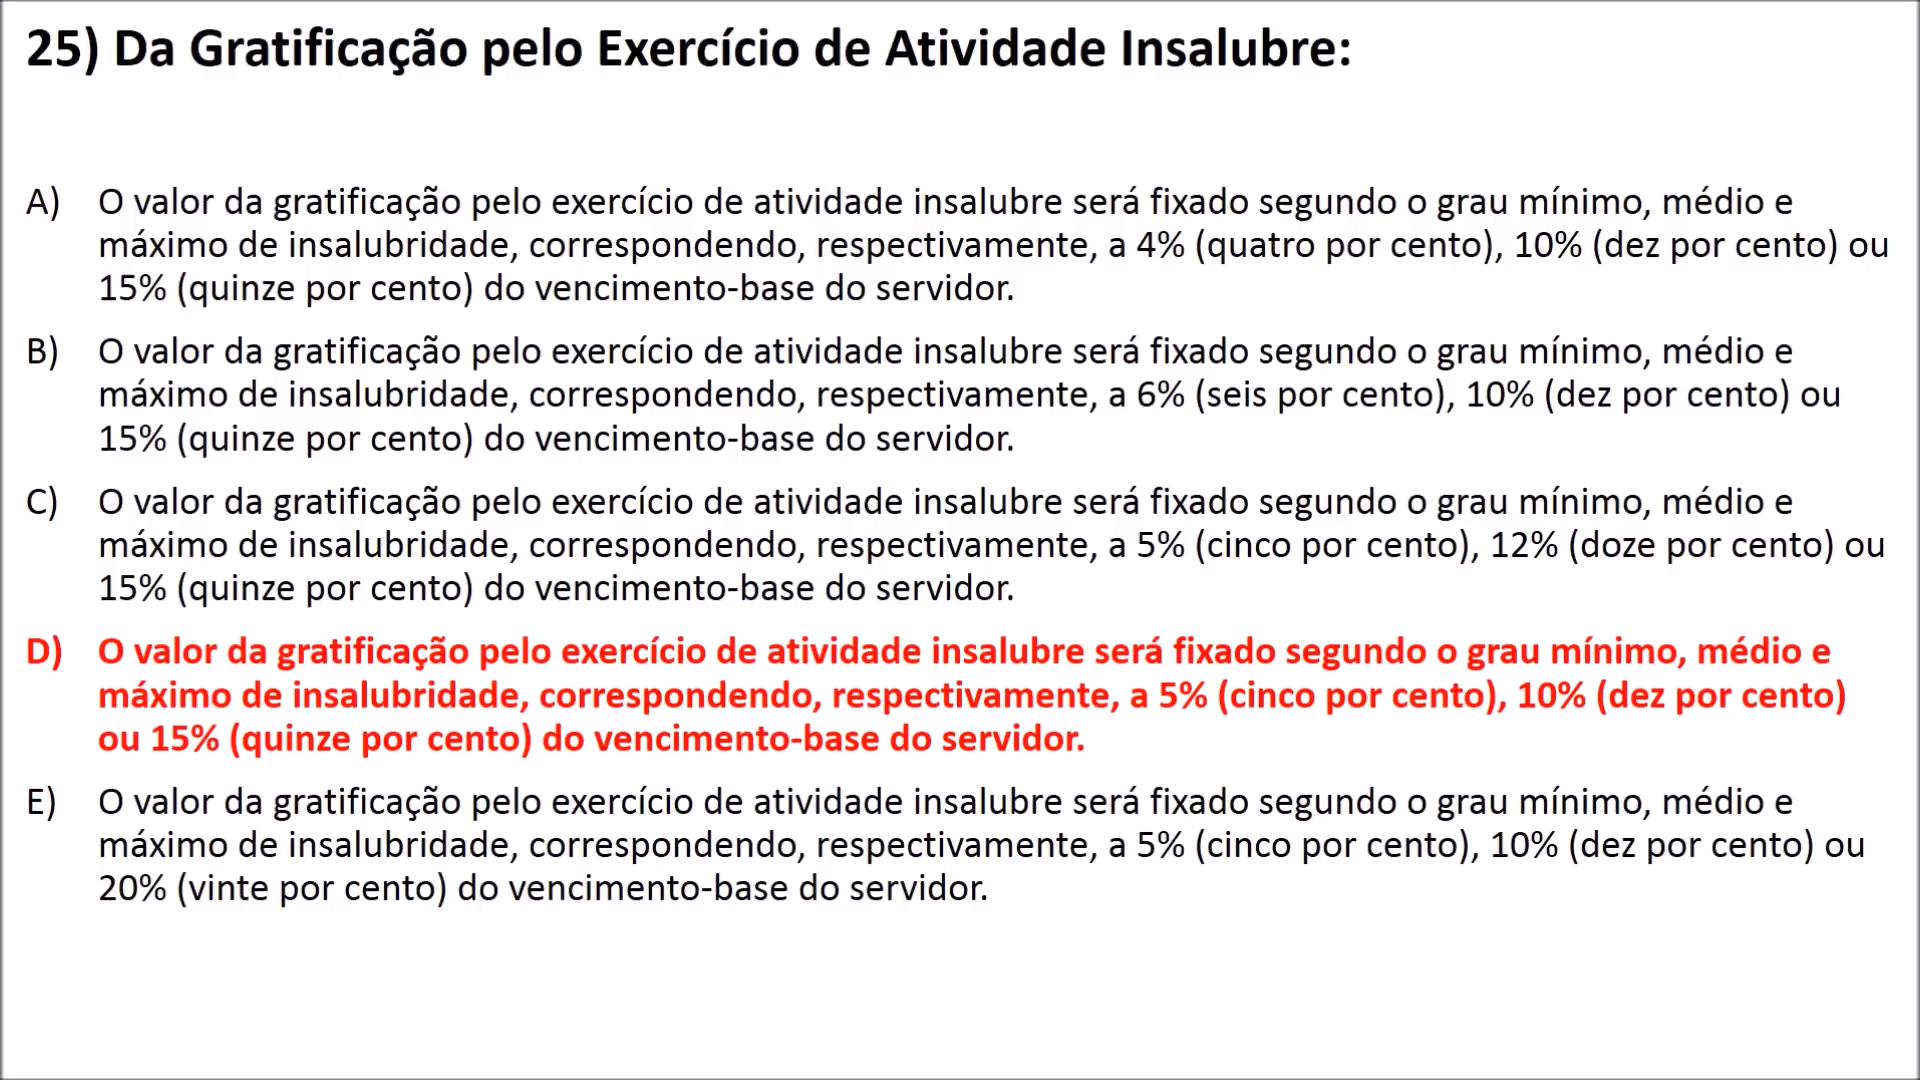 25) Da Gratificação pelo Exercício de Atividade Insalubre:
A) O valor da gratificação pelo exercício de atividade insalubre será fixado segundo o grau mínimo, médio e
máximo de insalubridade, correspondendo, respectivamente, a 4% (quatro por cento), 10% (dez por cento) ou
15% (quinze por cento) do vencimento-base do servidor.
B) O valor da gratificação pelo exercício de atividade insalubre será fixado segundo o grau mínimo, médio e
máximo de insalubridade, correspondendo, respectivamente, a 6% (seis por cento), 10% (dez por cento) ou
15% (quinze por cento) do vencimento-base do servidor.
C) O valor da gratificação pelo exercício de atividade insalubre será fixado segundo o grau mínimo, médio e
máximo de insalubridade, correspondendo, respectivamente, a 5% (cinco por cento), 12% (doze por cento) ou
15% (quinze por cento) do vencimento-base do servidor.
D) O valor da gratificação pelo exercício de atividade insalubre será fixado segundo o grau mínimo, médio e
máximo de insalubridade, correspondendo, respectivamente, a 5% (cinco por cento), 10% (dez por cento)
ou 15% (quinze por cento) do vencimento-base do servidor.
E) O valor da gratificação pelo exercício de atividade insalubre será fixado segundo o grau mínimo, médio e
máximo de insalubridade, correspondendo, respectivamente, a 5% (cinco por cento), 10% (dez por cento) ou
20% (vinte por cento) do vencimento-base do servidor.